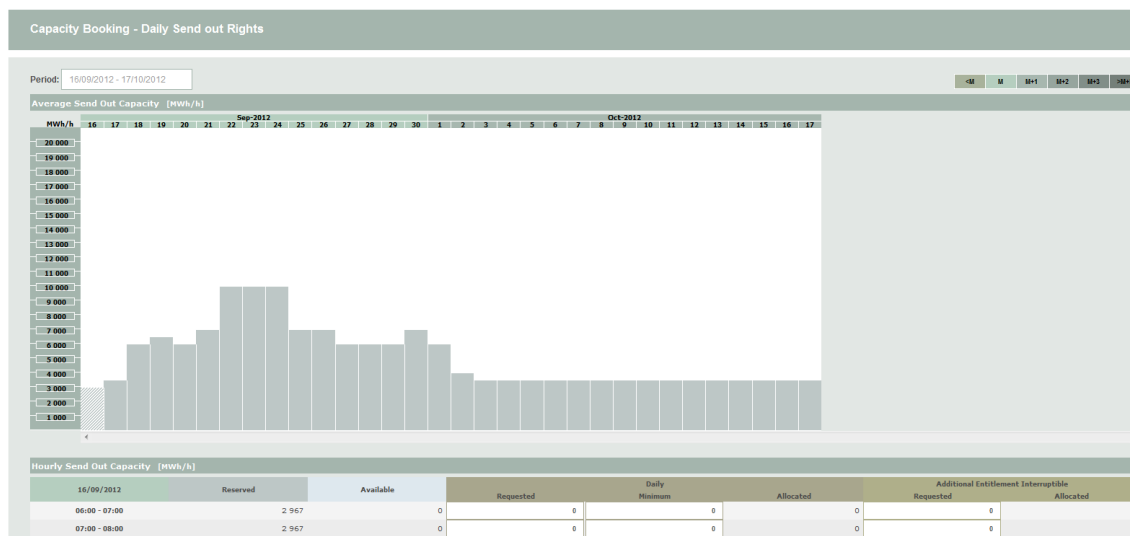 Capacity Booking - Daily Send out Rights
Period: 16/09/2012 - 17/10/2012
<M M M+1 M+2 M+3
Average Send Out Capacity [MWh/h]
Sep-2012 Oct-2012
MWh/h 16 17 18 19 20 21 22 23 24 25 26 27 28 29 30 1 2 3 4 5 6 7 8 9 10 11 12 13 14 15 16 17
20 000
19 000
18 000
17 000
16 000
15 000
14 000
13 000
12 000
11 000
10 000
9 000
8 000
7 000
6 000
5 000
4 000
3 000
2 000
1 000
Hourly Send Out Capacity [MWh/h]
16/09/2012 Reserved Available Daily Additional Entitlement Interruptible
Requested Minimum Allocated Requested Allocated
06:00 - 07:00 2 967 0 0 0 0 0
07:00 - 08:00 2 967 0 0 0 0 0